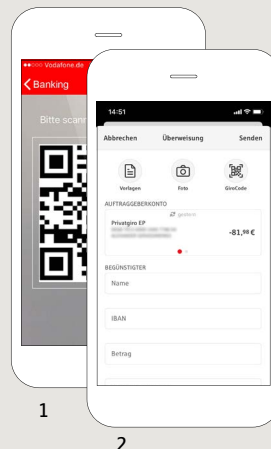 ●●○○○ Vodafone.de
Banking
Bitte scann
14:51
Abbrechen Überweisung Senden
Vorlagen Foto GiroCode
AUFTRAGGEBERKONTO
Privatgiro EP
-81,98 €
BEGÜNSTIGTER
Name
IBAN
Betrag
1
2